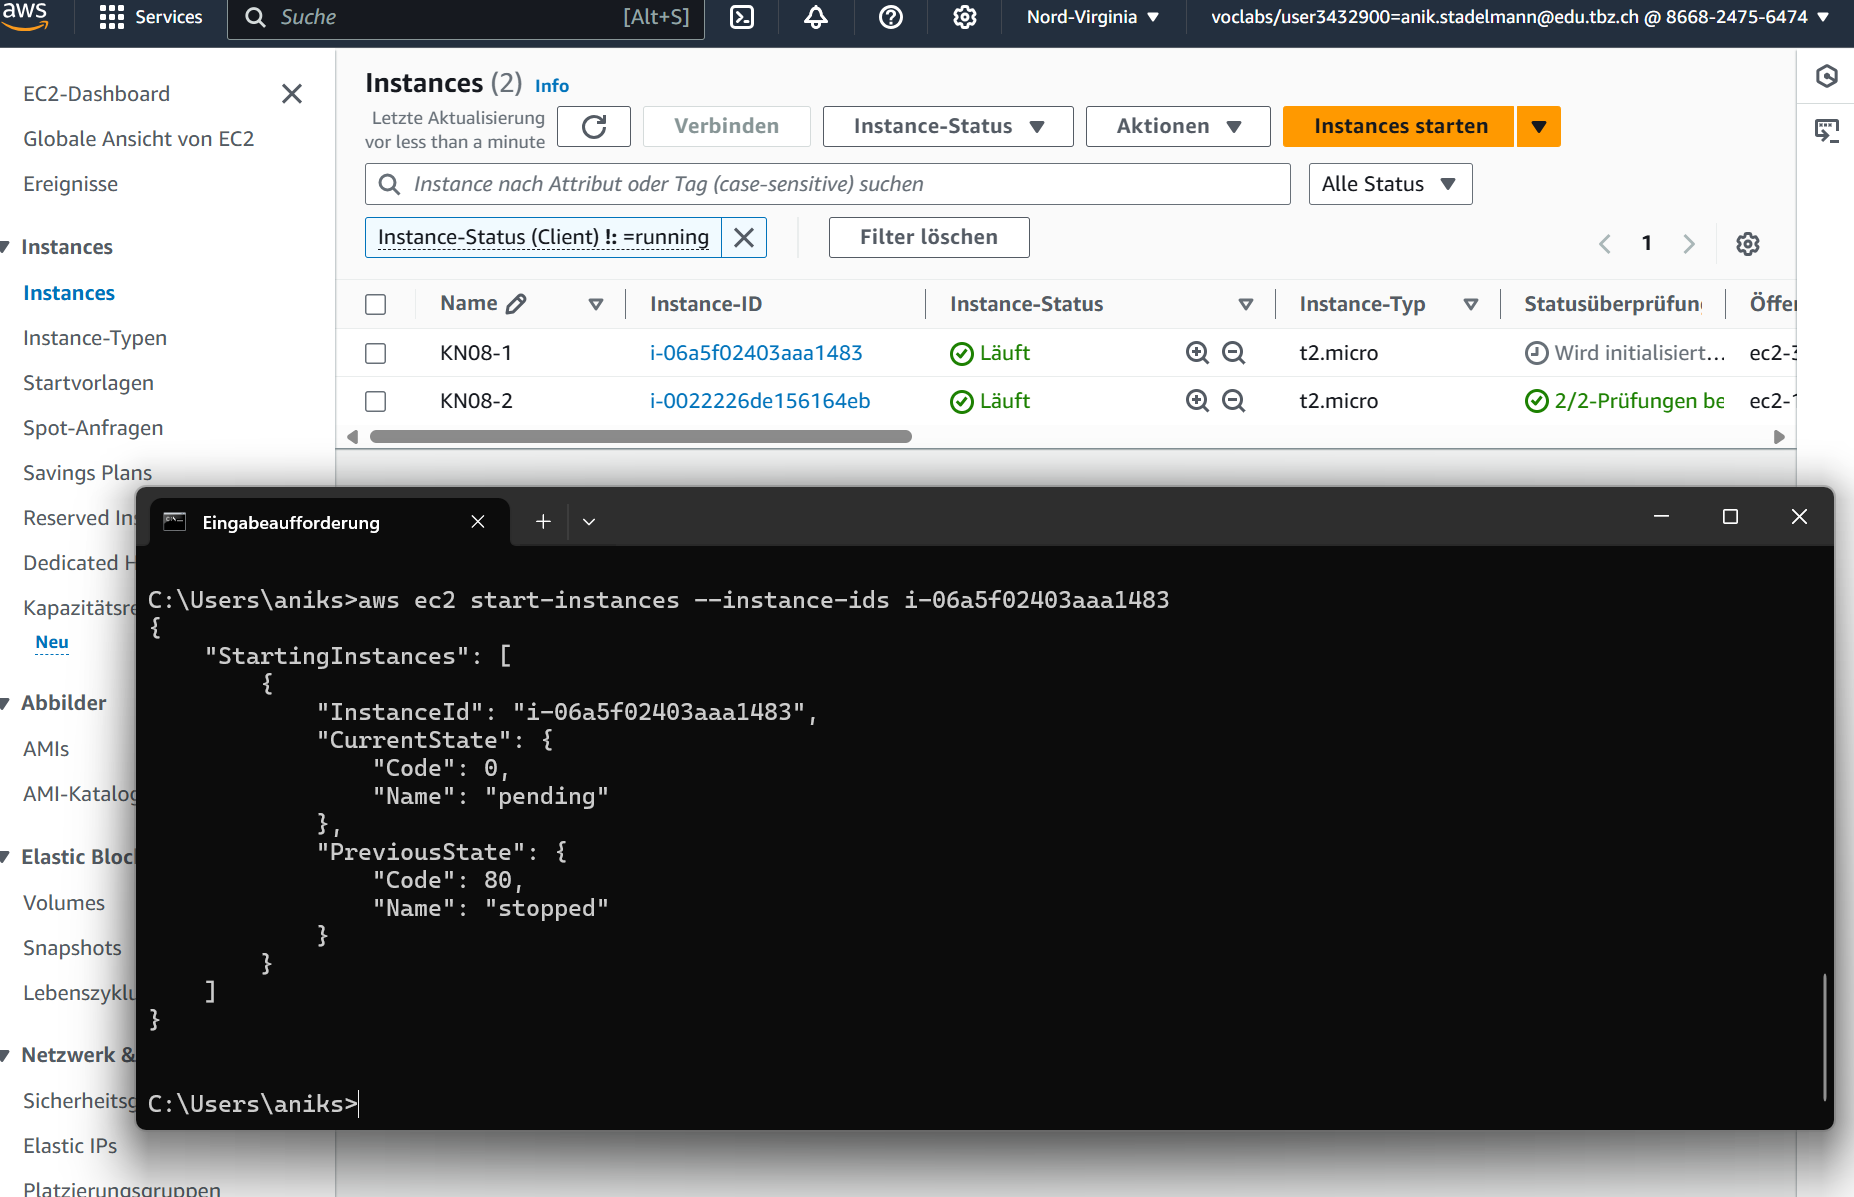 aws
Services
Suche
[Alt+S]
Nord-Virginia
voclabs/user3432900=anik.stadelmann@edu.tbz.ch @ 8668-2475-6474
EC2-Dashboard
Globale Ansicht von EC2
Ereignisse
Instances
Instances
Instance-Typen
Startvorlagen
Spot-Anfragen
Savings Plans
Reserved Ins
Dedicated H
Kapazitätsre
Neu
Abbilder
AMIs
AMI-Katalog
Elastic Bloc
Volumes
Snapshots
Lebenszyklu
Netzwerk &
Sicherheitsg
Elastic IPs
Platzierungsgruppen
Instances (2) Info
Letzte Aktualisierung
vor less than a minute
Verbinden
Instance-Status
Aktionen
Instances starten
Instance nach Attribut oder Tag (case-sensitive) suchen
Alle Status
Instance-Status (Client) !: =running
Filter löschen
1
Name Instance-ID Instance-Status Instance-Typ Statusüberprüfun Öffen
KN08-1 i-06a5f02403aaa1483 Läuft t2.micro Wird initialisiert… ec2-3
KN08-2 i-0022226de156164eb Läuft t2.micro 2/2-Prüfungen be ec2-1
Eingabeaufforderung
C:\Users\aniks>aws ec2 start-instances --instance-ids i-06a5f02403aaa1483
{
"StartingInstances": [
{
"InstanceId": "i-06a5f02403aaa1483",
"CurrentState": {
"Code": 0,
"Name": "pending"
},
"PreviousState": {
"Code": 80,
"Name": "stopped"
}
}
]
}
C:\Users\aniks>